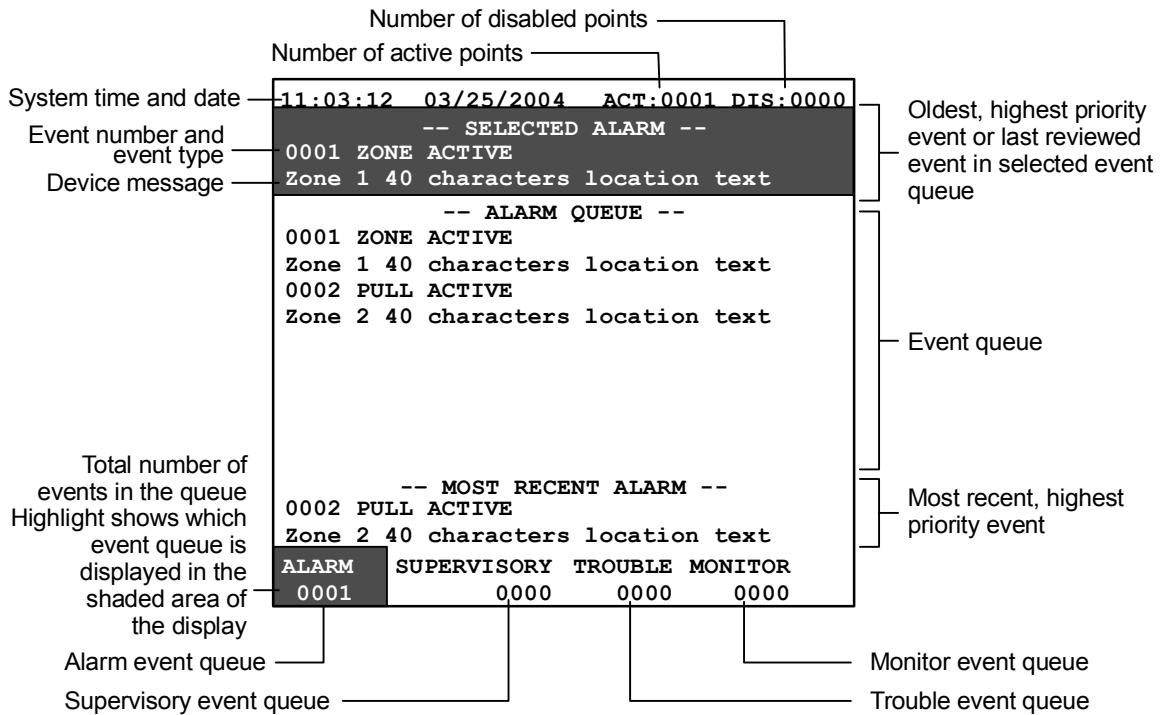 Number of disabled points
Number of active points
System time and date
11:03:12 03/25/2004 ACT:0001 DIS:0000
Event number and
event type
Device message
-- SELECTED ALARM --
0001 ZONE ACTIVE
Zone 1 40 characters location text
Oldest, highest priority
event or last reviewed
event in selected event
queue
-- ALARM QUEUE --
0001 ZONE ACTIVE
Zone 1 40 characters location text
0002 PULL ACTIVE
Zone 2 40 characters location text
Event queue
Total number of
events in the queue
Highlight shows which
event queue is
displayed in the
shaded area of
the display
-- MOST RECENT ALARM --
0002 PULL ACTIVE
Zone 2 40 characters location text
Most recent, highest
priority event
ALARM SUPERVISORY TROUBLE MONITOR
0001 0000 0000 0000
Alarm event queue
Monitor event queue
Supervisory event queue
Trouble event queue